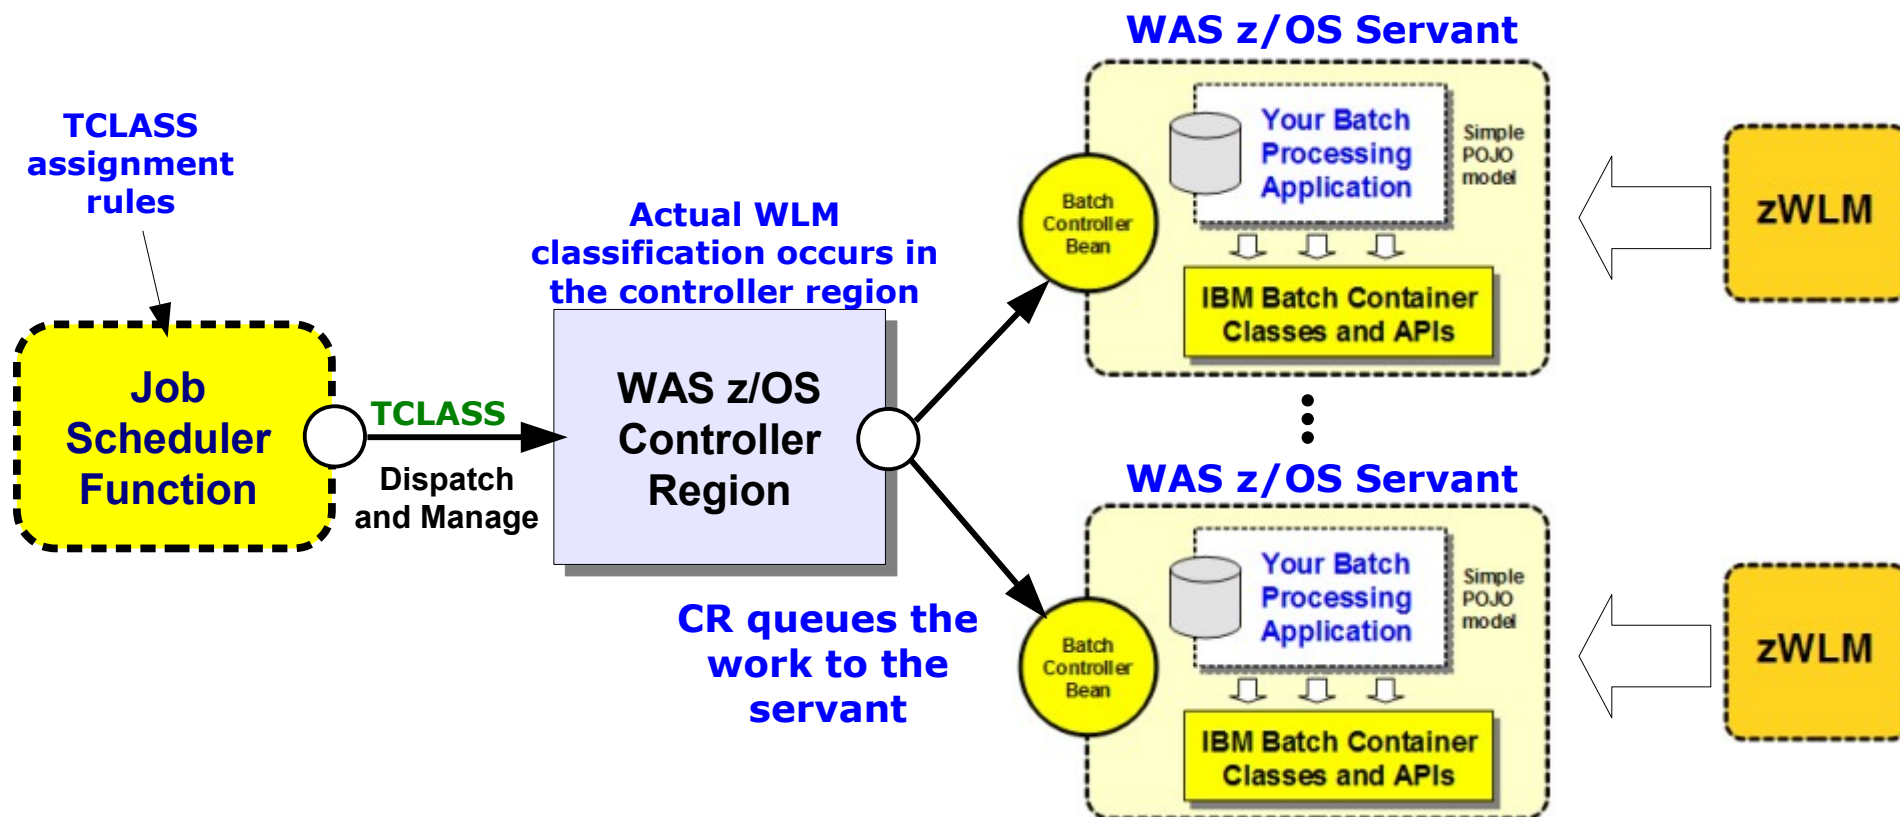 TCLASS
assignment
rules
Job
Scheduler
Function
TCLASS
Dispatch
and Manage
Actual WLM
classification occurs in
the controller region
WAS z/OS
Controller
Region
CR queues the
work to the
servant
WAS z/OS Servant
Batch
Controller
Bean
Your Batch
Processing
Application
Simple
POJO
model
IBM Batch Container
Classes and APIs
zWLM
WAS z/OS Servant
Batch
Controller
Bean
Your Batch
Processing
Application
Simple
POJO
model
IBM Batch Container
Classes and APIs
zWLM